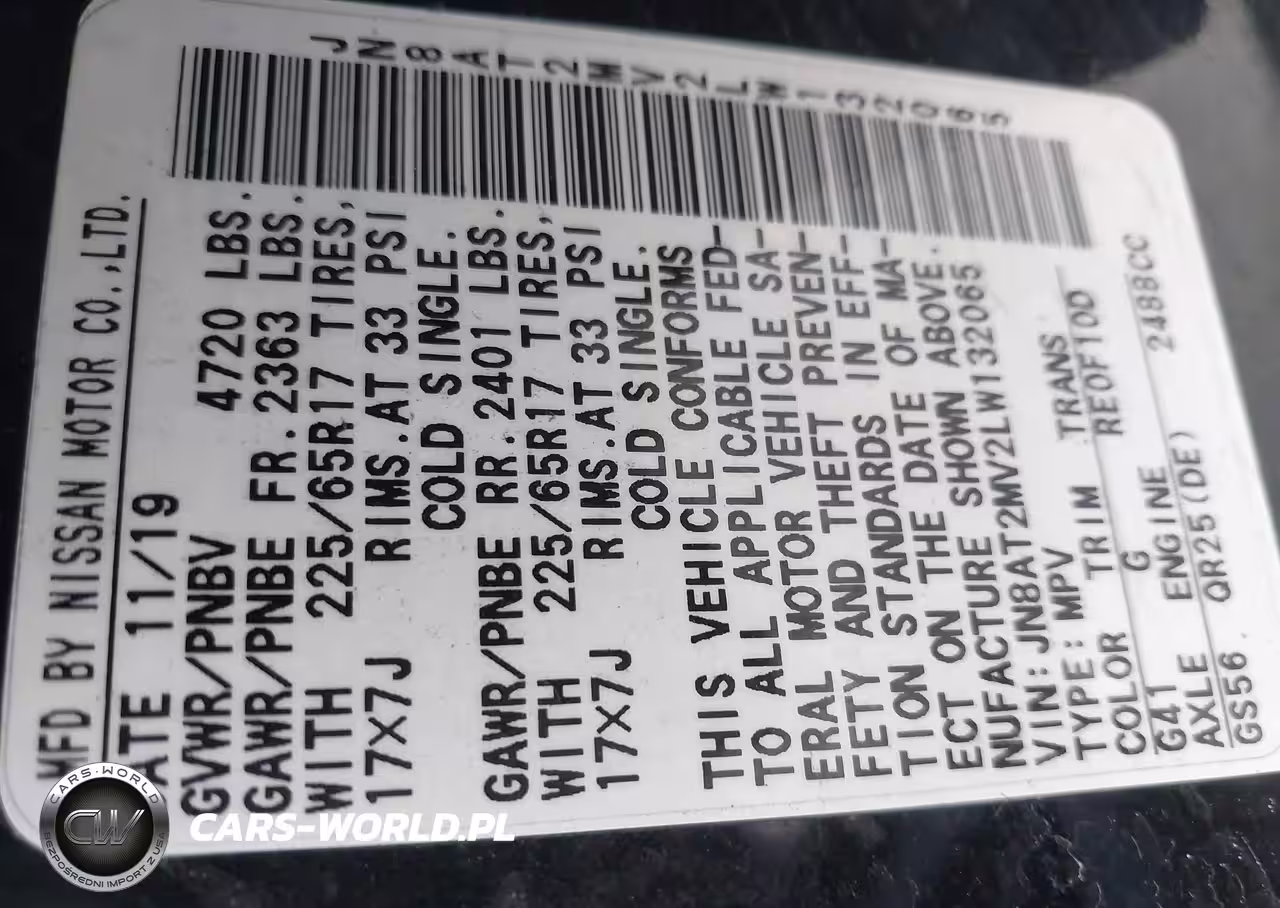 JN8AT2MV2LW132065
MFD BY NISSAN MOTOR CO.,LTD.
DATE 11/19
GVWR/PNBV 4720 LBS.
GAWR/PNBE FR. 2363 LBS.
WITH 225/65R17 TIRES,
17×7J RIMS.AT 33 PSI
COLD SINGLE.
GAWR/PNBE RR. 2401 LBS.
WITH 225/65R17 TIRES,
17×7J RIMS.AT 33 PSI
COLD SINGLE.
THIS VEHICLE CONFORMS
TO ALL APPLICABLE FED-
ERAL MOTOR VEHICLE SA-
FETY AND THEFT PREVEN-
TION STANDARDS IN EFF-
ECT ON THE DATE OF MA-
NUFACTURE SHOWN ABOVE.
VIN:JN8AT2MV2LW132065
TYPE:MPV
COLOR TRIM TRANS
G41 G RE0F10D
AXLE ENGINE
GS56. QR25(DE) 2488CC
CARS-WORLD
CW
BEZPOŚREDNI IMPORT Z USA
CARS-WORLD.PL